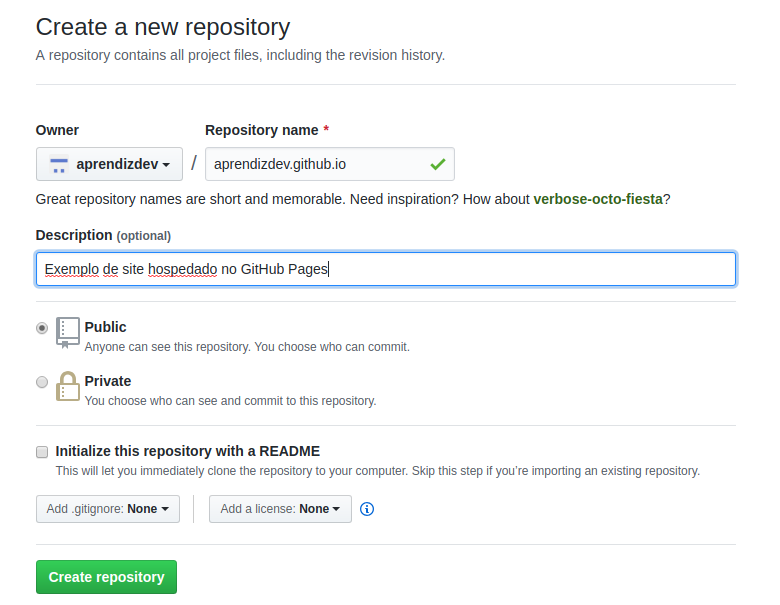 Create a new repository
A repository contains all project files, including the revision history.
Owner
Repository name *
aprendizdev / aprendizdev.github.io
Great repository names are short and memorable. Need inspiration? How about verbose-octo-fiesta?
Description (optional)
Exemplo de site hospedado no GitHub Pages
Public
Anyone can see this repository. You choose who can commit.
Private
You choose who can see and commit to this repository.
Initialize this repository with a README
This will let you immediately clone the repository to your computer. Skip this step if you’re importing an existing repository.
Add .gitignore: None
Add a license: None
Create repository